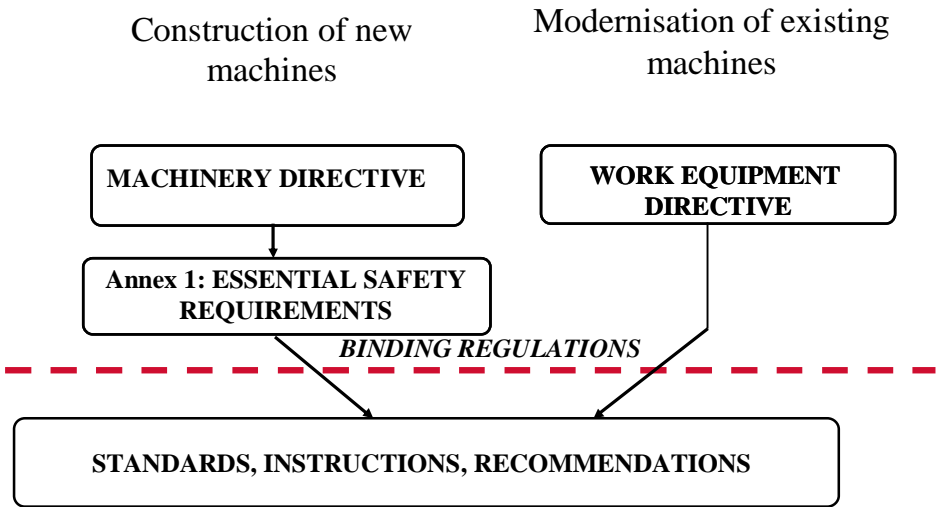 Construction of new
machines
Modernisation of existing
machines
MACHINERY DIRECTIVE
WORK EQUIPMENT
DIRECTIVE
Annex 1: ESSENTIAL SAFETY
REQUIREMENTS
BINDING REGULATIONS
STANDARDS, INSTRUCTIONS, RECOMMENDATIONS